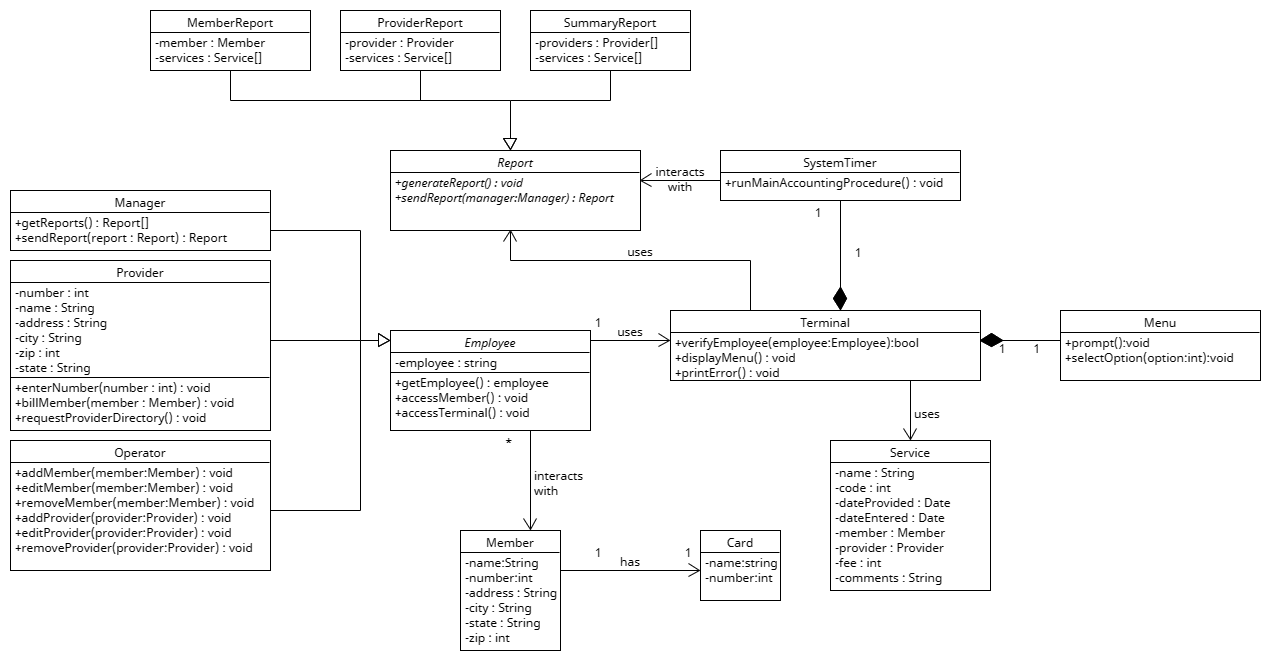 MemberReport
-member : Member
-services : Service[]
ProviderReport
-provider : Provider
-services : Service[]
SummaryReport
-providers : Provider[]
-services : Service[]
Report
+generateReport() : void
+sendReport(manager:Manager) : Report
interacts
with
SystemTimer
+runMainAccountingProcedure() : void
1
1
uses
Manager
+getReports() : Report[]
+sendReport(report : Report) : Report
Provider
-number : int
-name : String
-address : String
-city : String
-zip : int
-state : String
+enterNumber(number : int) : void
+billMember(member : Member) : void
+requestProviderDirectory() : void
Operator
+addMember(member:Member) : void
+editMember(member:Member) : void
+removeMember(member:Member) : void
+addProvider(provider:Provider) : void
+editProvider(provider:Provider) : void
+removeProvider(provider:Provider) : void
Employee
-employee : string
+getEmployee() : employee
+accessMember() : void
+accessTerminal() : void
1
uses
Terminal
+verifyEmployee(employee:Employee):bool
+displayMenu() : void
+printError() : void
1
1
Menu
+prompt():void
+selectOption(option:int):void
*
interacts
with
uses
Member
-name:String
-number:int
-address : String
-city : String
-state : String
-zip : int
1
has
1
Card
-name:string
-number:int
Service
-name : String
-code : int
-dateProvided : Date
-dateEntered : Date
-member : Member
-provider : Provider
-fee : int
-comments : String